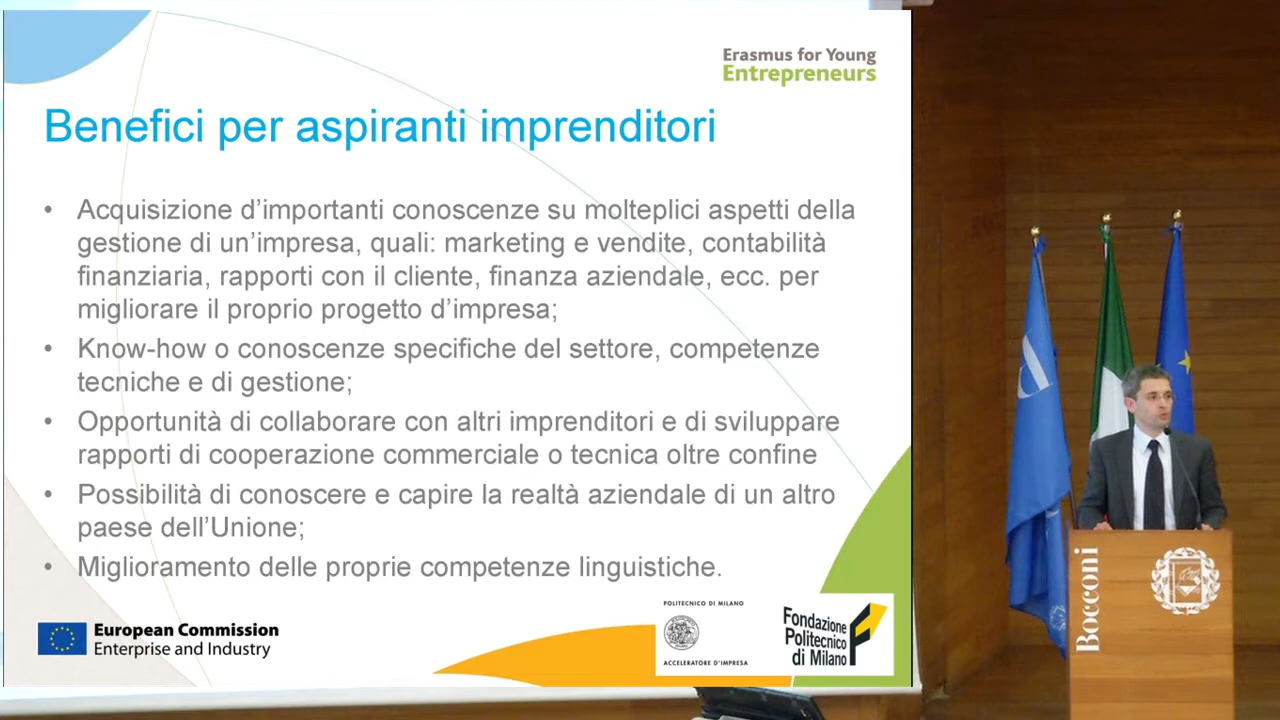 Erasmus for Young
Entrepreneurs
Benefici per aspiranti imprenditori
• Acquisizione d'importanti conoscenze su molteplici aspetti della
gestione di un'impresa, quali: marketing e vendite, contabilità
finanziaria, rapporti con il cliente, finanza aziendale, ecc. per
migliorare il proprio progetto d'impresa;
• Know-how o conoscenze specifiche del settore, competenze
tecniche e di gestione;
• Opportunità di collaborare con altri imprenditori e di sviluppare
rapporti di cooperazione commerciale o tecnica oltre confine
• Possibilità di conoscere e capire la realtà aziendale di un altro
paese dell'Unione;
• Miglioramento delle proprie competenze linguistiche.
European Commission
Enterprise and Industry
POLITECNICO DI MILANO
ACCELERATORE D'IMPRESA
Fondazione
Politecnico
di Milano
Bocconi